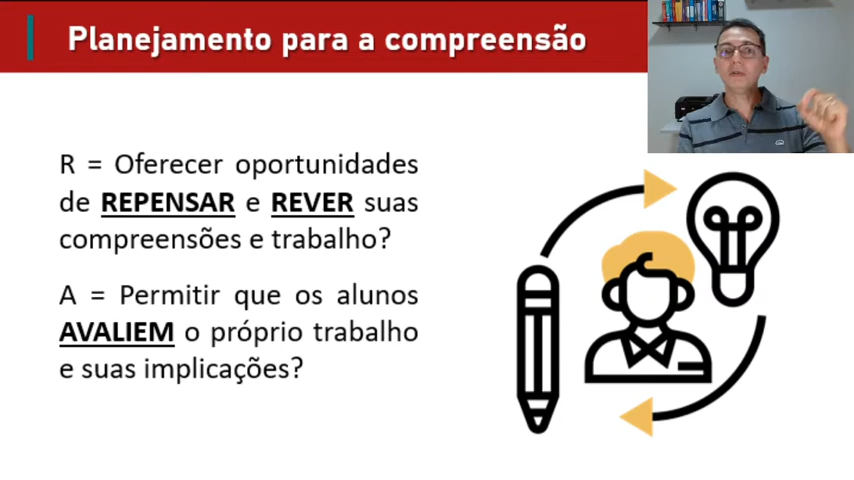 Planejamento para a compreensão
R = Oferecer oportunidades
de REPENSAR e REVER suas
compreensões e trabalho?
A = Permitir que os alunos
AVALIEM o próprio trabalho
e suas implicações?